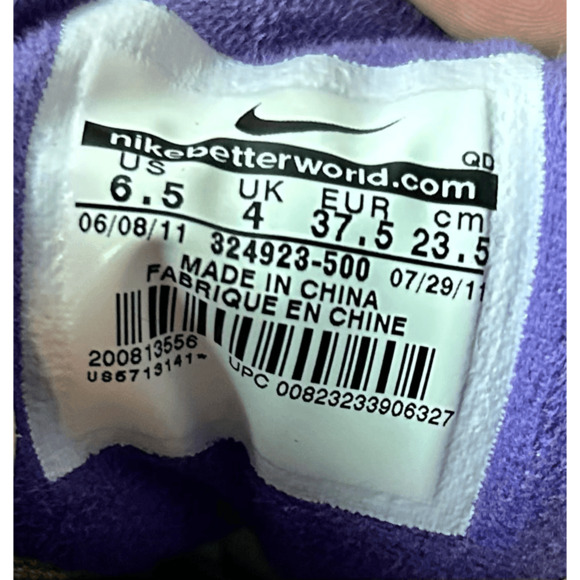 QD
nikebetterworld.com
US UK EUR cm
6.5 4 37.5 23.5
06/08/11 324923-500 07/29/11
MADE IN CHINA
FABRIQUE EN CHINE
200813556
US6713141™
UPC 00823233906327